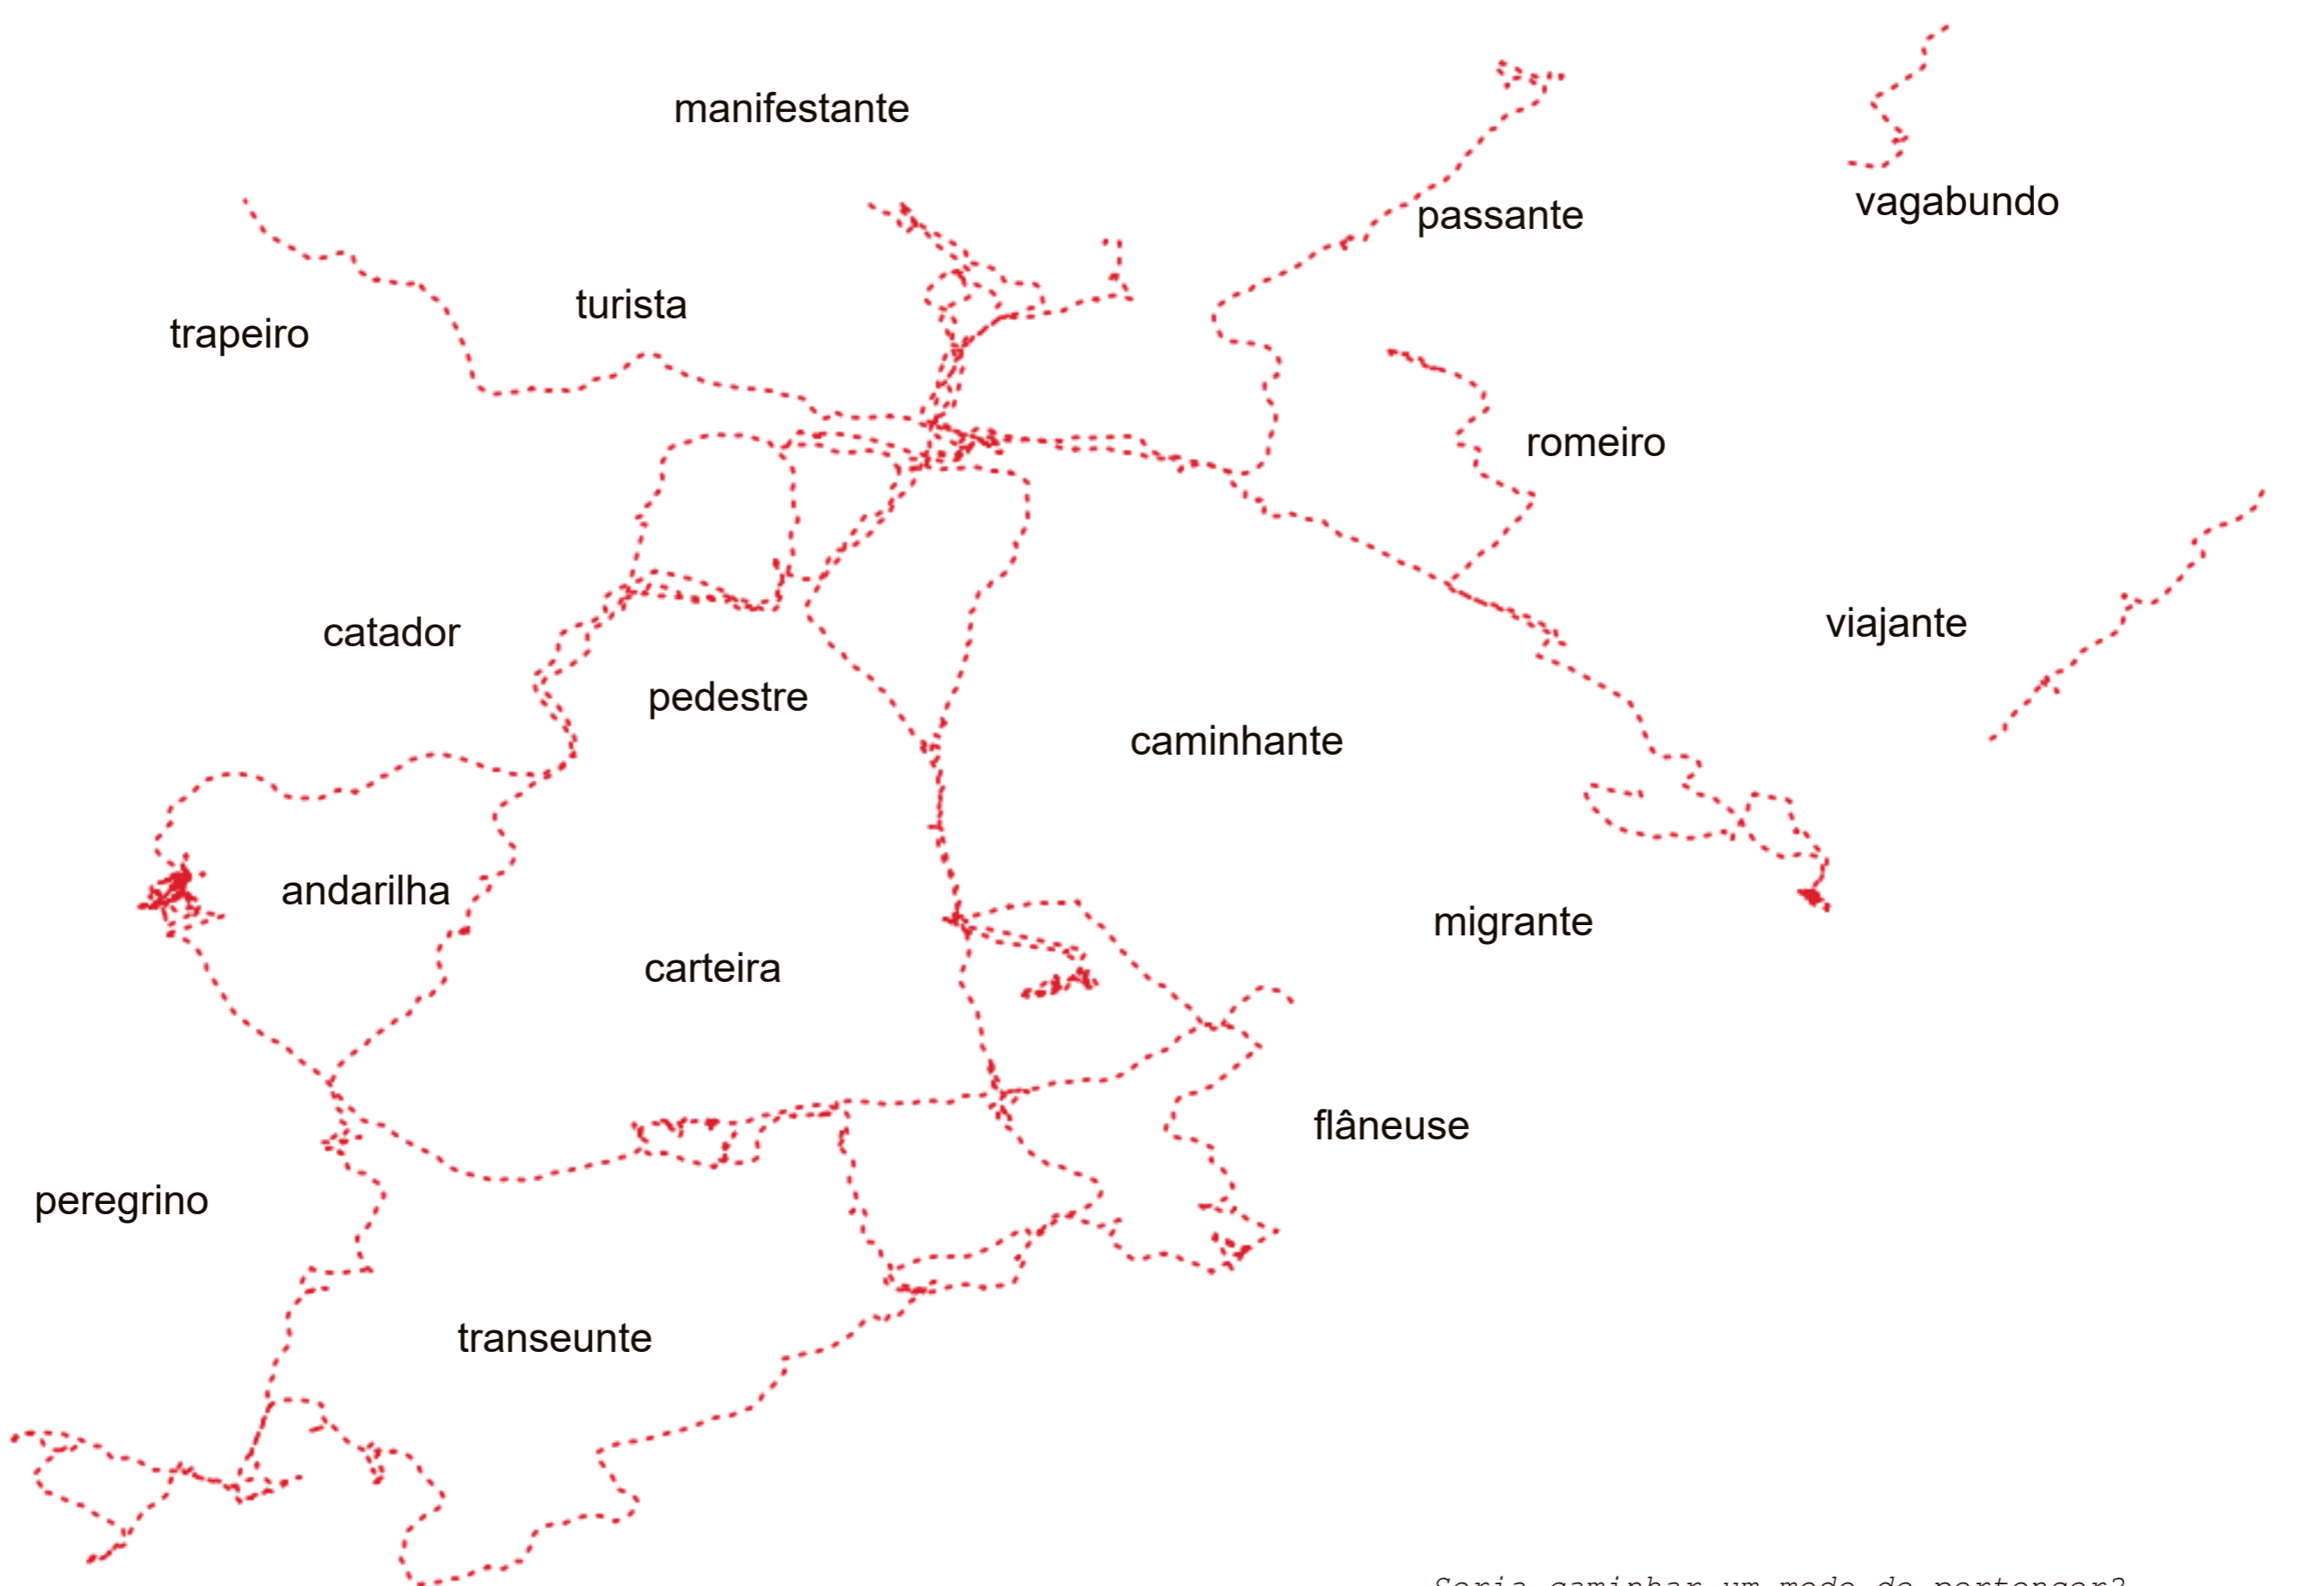 manifestante
vagabundo
passante
turista
trapeiro
romeiro
viajante
catador
pedestre
caminhante
andarilha
migrante
carteira
flâneuse
peregrino
transeunte
Seria caminhar um modo de pertencer?